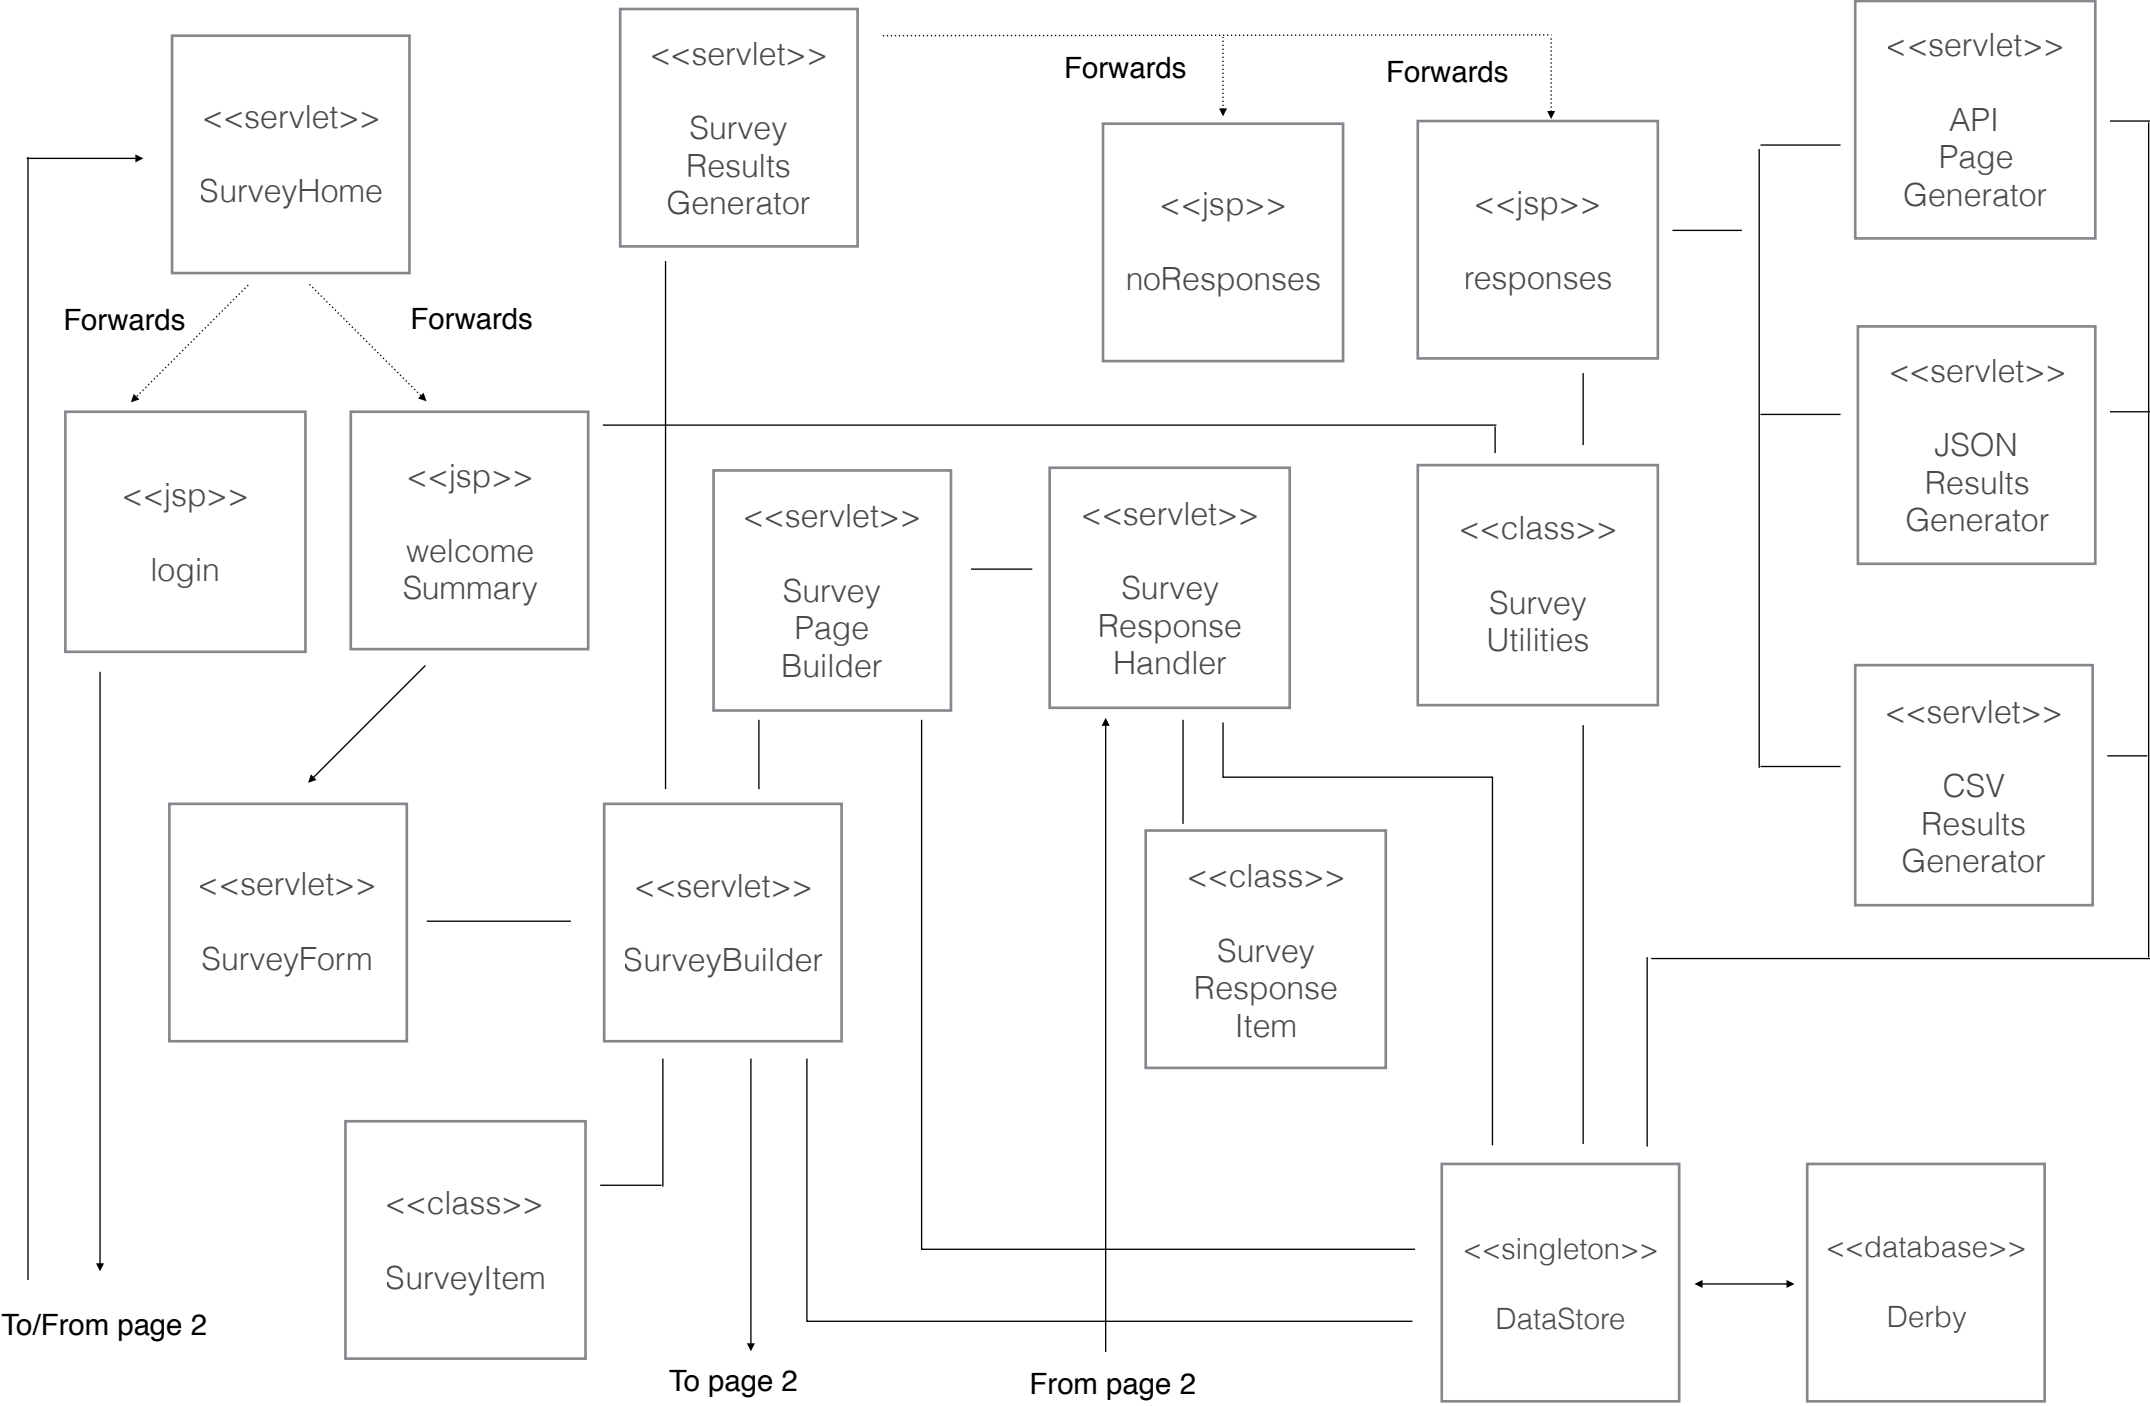 <<servlet>>
SurveyHome
<<servlet>>
Survey
Results
Generator
Forwards
Forwards
<<servlet>>
API
Page
Generator
<<jsp>>
noResponses
<<jsp>>
responses
Forwards
Forwards
<<jsp>>
login
<<jsp>>
welcome
Summary
<<servlet>>
Survey
Page
Builder
<<servlet>>
Survey
Response
Handler
<<class>>
Survey
Utilities
<<servlet>>
JSON
Results
Generator
<<servlet>>
CSV
Results
Generator
<<servlet>>
SurveyForm
<<servlet>>
SurveyBuilder
<<class>>
Survey
Response
Item
<<class>>
SurveyItem
<<singleton>>
DataStore
<<database>>
Derby
To/From page 2
To page 2
From page 2